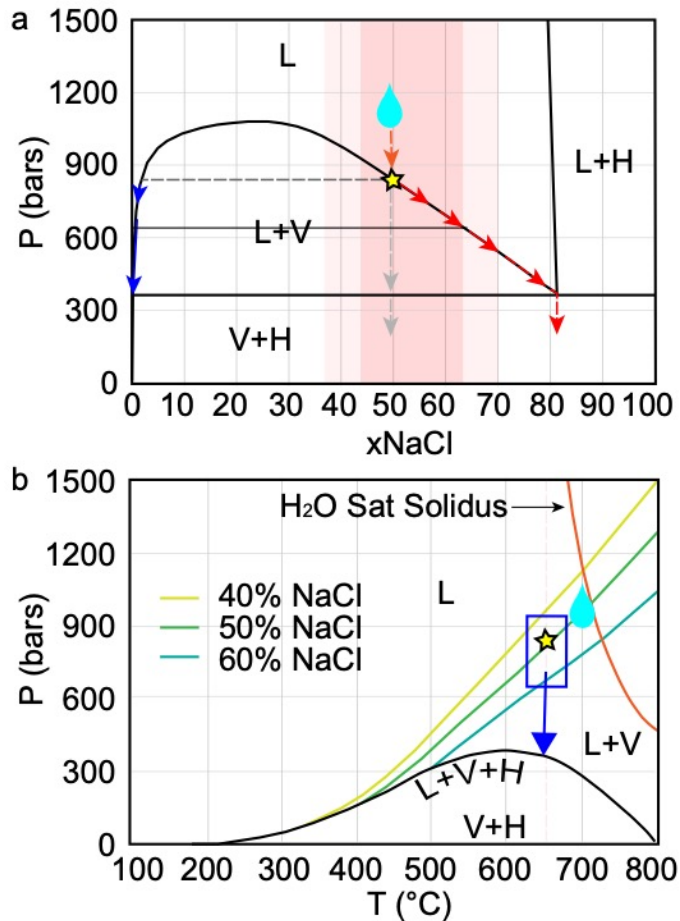 a
1500
1200
900
600
300
0
P (bars)
L
L+H
L+V
V+H
0 10 20 30 40 50 60 70 80 90 100
xNaCl
b
1500
1200
900
600
300
0
P (bars)
H2O Sat Solidus
L
40% NaCl
50% NaCl
60% NaCl
L+V
L+V+H
V+H
100 200 300 400 500 600 700 800
T (°C)